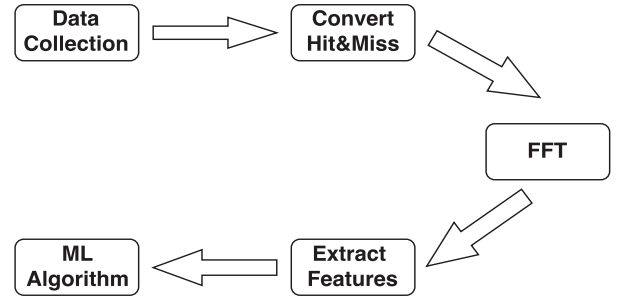 Data
Collection
Convert
Hit&Miss
FFT
Extract
Features
ML
Algorithm